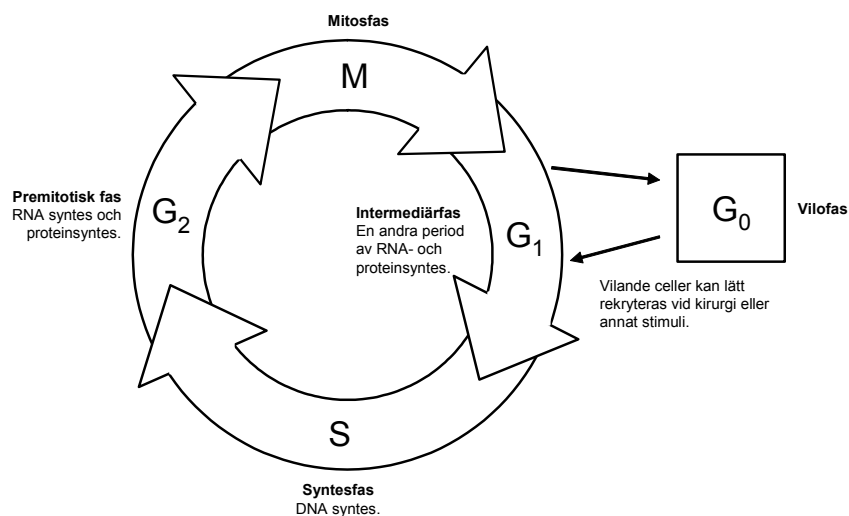 Mitosfas
M
Premitotisk fas
RNA syntes och
proteinsyntes.
G₂
Intermediärfas
En andra period
av RNA- och
proteinsyntes.
G₁
G₀
Vilofas
Vilande celler kan lätt
rekryteras vid kirurgi eller
annat stimuli.
S
Syntesfas
DNA syntes.